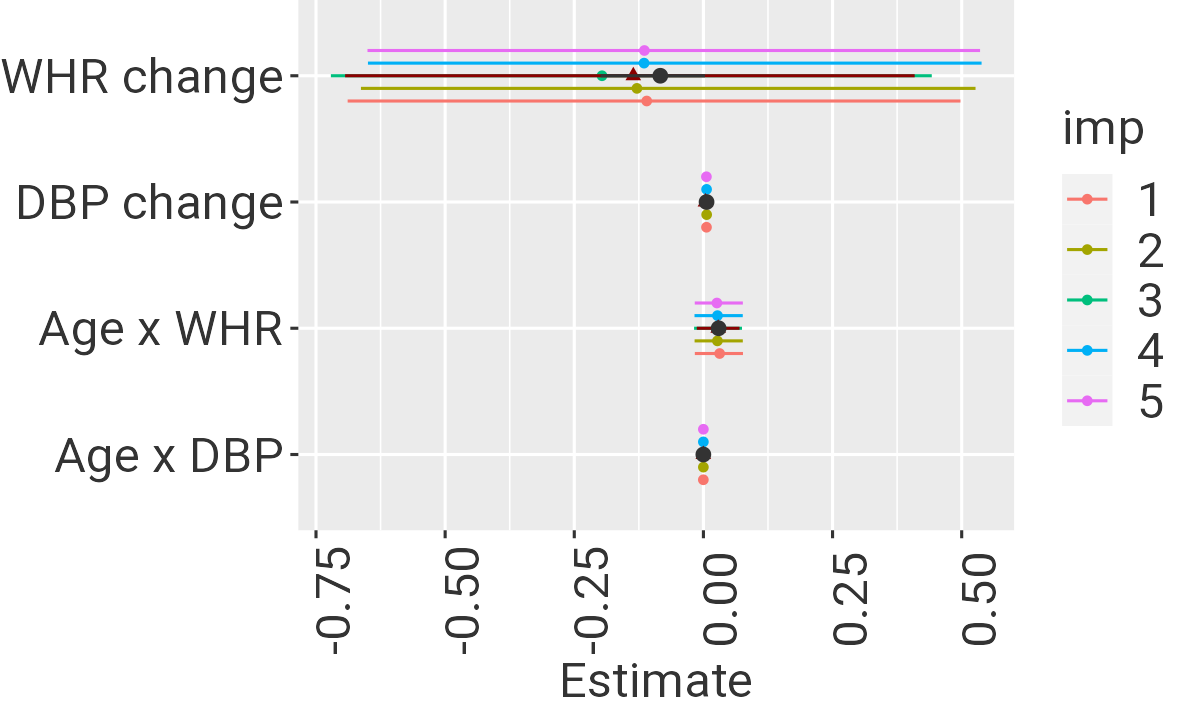 WHR change
DBP change
Age x WHR
Age x DBP
-0.75
-0.50
-0.25
0.00
0.25
0.50
Estimate
imp
1
2
3
4
5